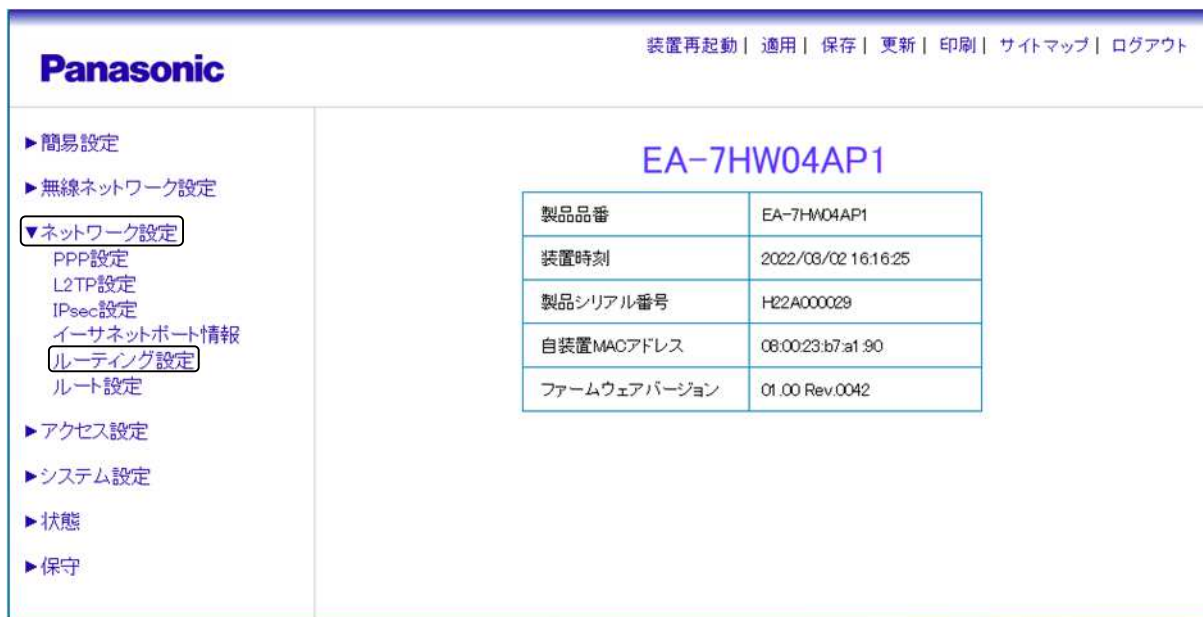 Panasonic
装置再起動| 適用| 保存| 更新| 印刷| サイトマップ| ログアウト
►簡易設定
►無線ネットワーク設定
▼ネットワーク設定
PPP設定
L2TP設定
IPsec設定
イーサネットポート情報
ルーティング設定
ルート設定
►アクセス設定
►システム設定
►状態
►保守
EA-7HW04AP1
製品品番 EA-7HW04AP1
装置時刻 2022/03/02 16:16:25
製品シリアル番号 H22A000029
自装置MACアドレス 08:00:23:b7:a1:90
ファームウェアバージョン 01.00 Rev.0042